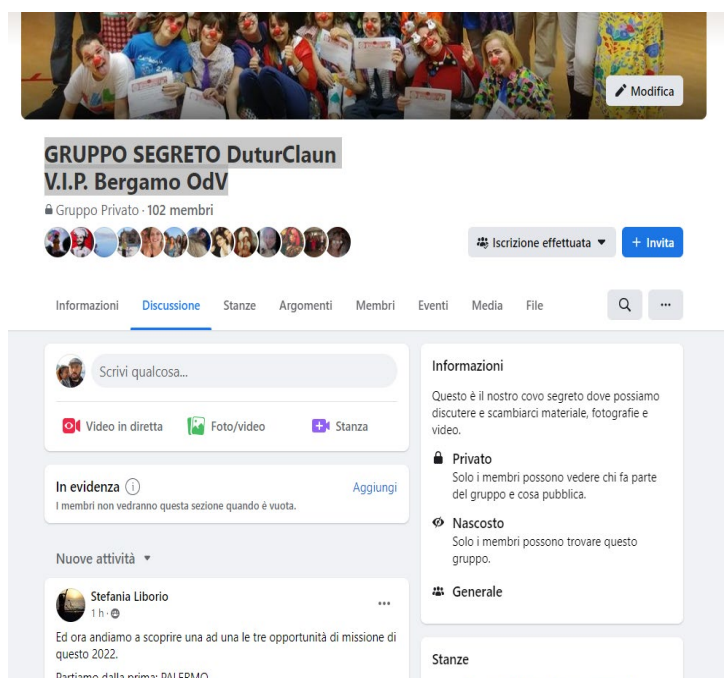 Modifica
GRUPPO SEGRETO DuturClaun
V.I.P. Bergamo OdV
Gruppo Privato · 102 membri
Iscrizione effettuata
+ Invita
Informazioni Discussione Stanze Argomenti Membri Eventi Media File
Scrivi qualcosa...
Video in diretta Foto/video Stanza
In evidenza Aggiungi
I membri non vedranno questa sezione quando è vuota.
Nuove attività
Stefania Liborio
1 h
Ed ora andiamo a scoprire una ad una le tre opportunità di missione di
questo 2022.
Partiamo dalla prima: PALERMO
Informazioni
Questo è il nostro covo segreto dove possiamo
discutere e scambiarci materiale, fotografie e
video.
Privato
Solo i membri possono vedere chi fa parte
del gruppo e cosa pubblica.
Nascosto
Solo i membri possono trovare questo
gruppo.
Generale
Stanze